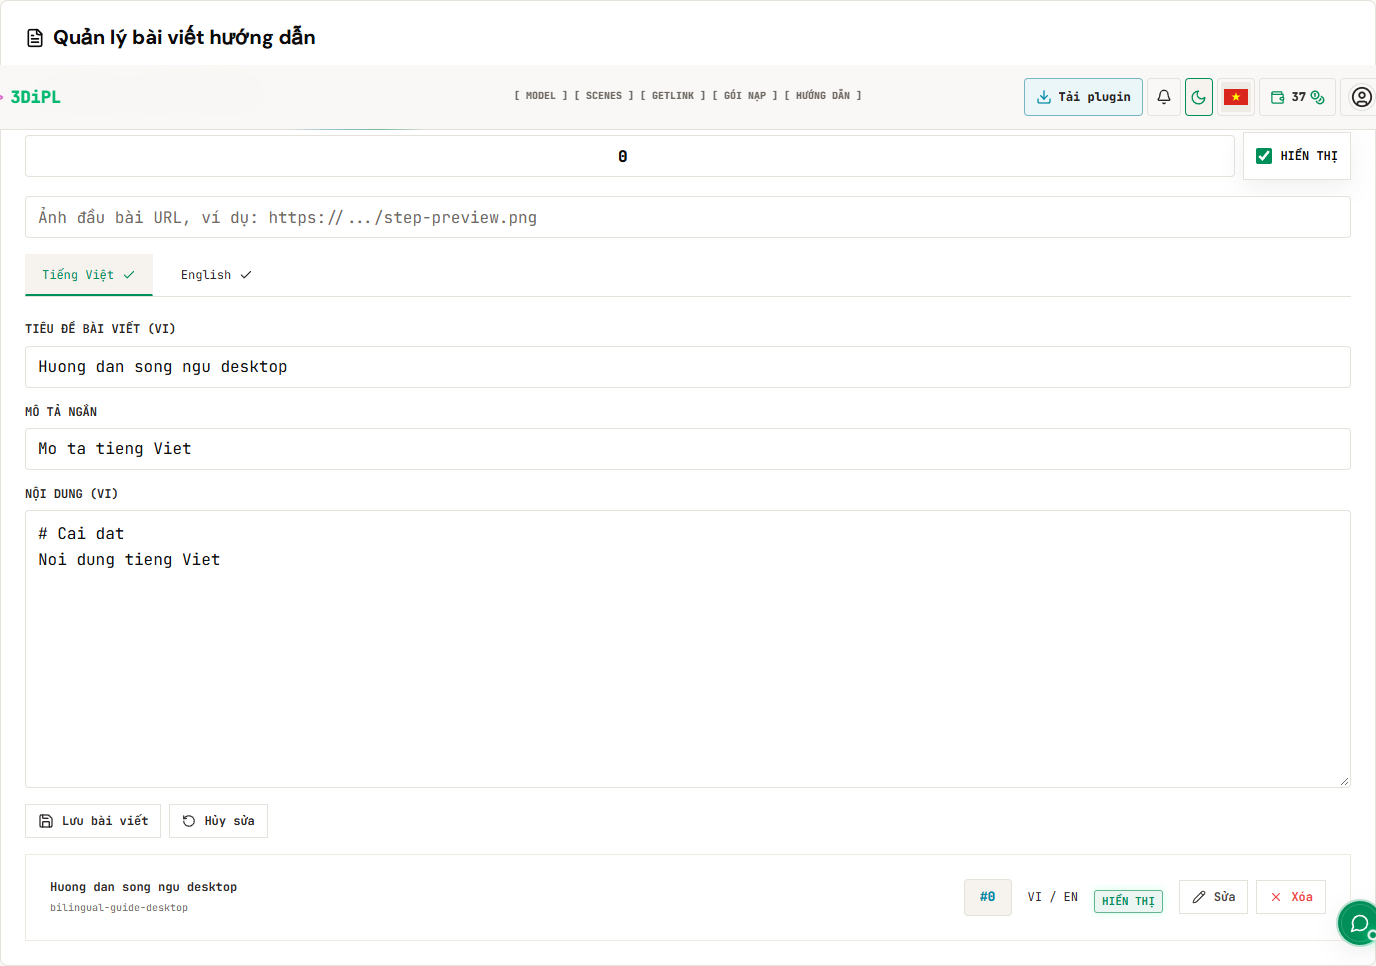 Quản lý bài viết hướng dẫn
3DiPL
[ MODEL ] [ SCENES ] [ GETLINK ] [ GÓI NẠP ] [ HƯỚNG DẪN ]
Tải plugin
37
0
HIỂN THỊ
Ảnh đầu bài URL, ví dụ: https://.../step-preview.png
Tiếng Việt
English
TIÊU ĐỀ BÀI VIẾT (VI)
Huong dan song ngu desktop
MÔ TẢ NGẮN
Mo ta tieng Viet
NỘI DUNG (VI)
# Cai dat
Noi dung tieng Viet
Lưu bài viết
Hủy sửa
Huong dan song ngu desktop
bilingual-guide-desktop
#0
VI / EN
HIỂN THỊ
Sửa
Xóa